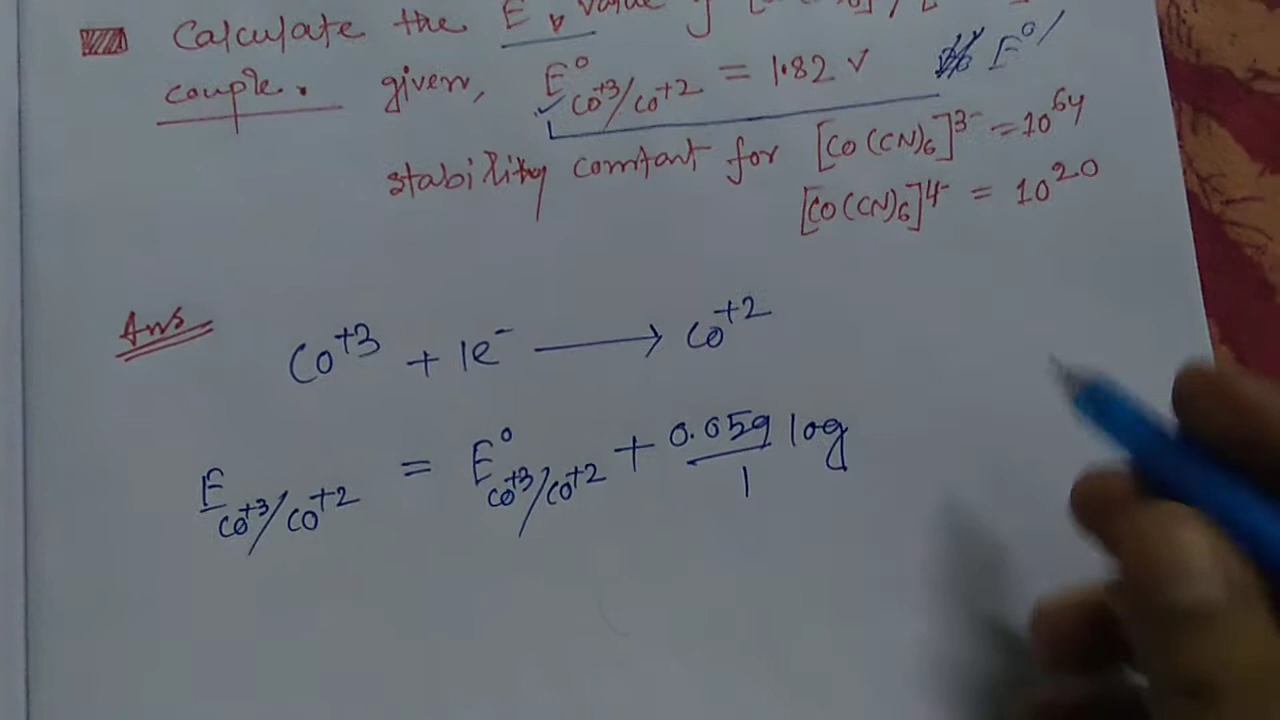 Calculate the E° value of
couple. given, E°Co+3/Co+2 = 1.82 V E°/
stability constant for [Co(CN)6]3- = 10^64
[Co(CN)6]4- = 10^20
Ans
Co+3 + 1e- ⟶ Co+2
E Co+3/Co+2 = E° Co+3/Co+2 + 0.059/1 log